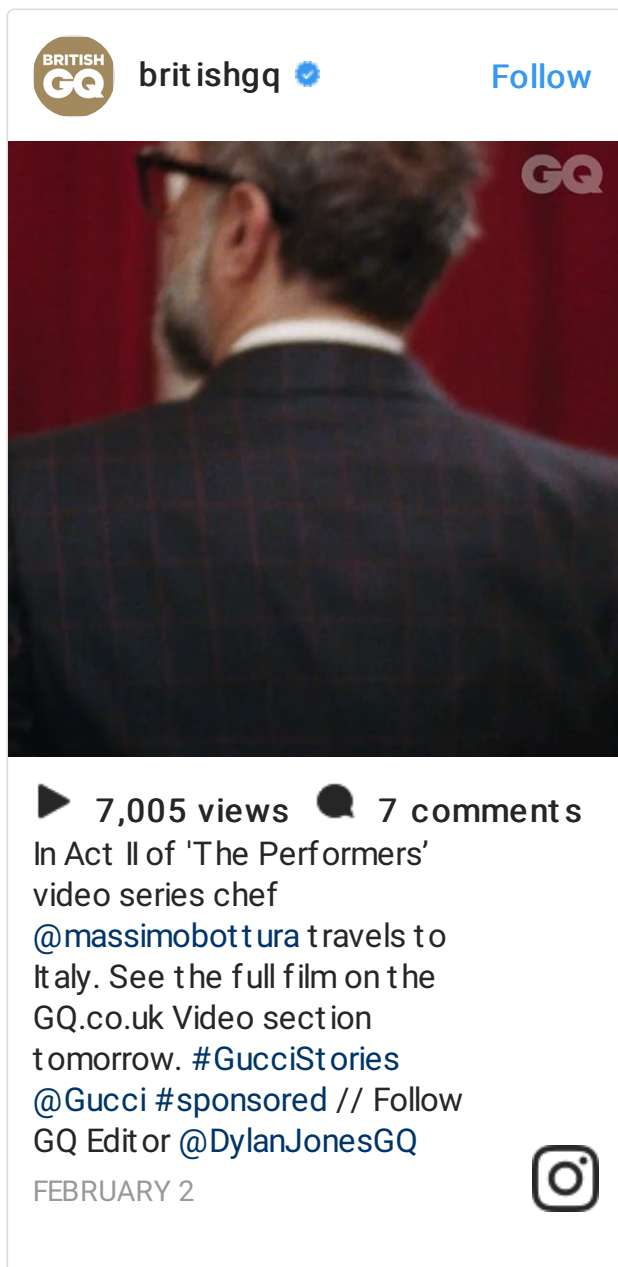 BRITISH
GQ
britishgq
Follow
GQ
7,005 views 7 comments
In Act II of 'The Performers’
video series chef
@massimobottura travels to
Italy. See the full film on the
GQ.co.uk Video section
tomorrow. #GucciStories
@Gucci #sponsored // Follow
GQ Editor @DylanJonesGQ
FEBRUARY 2